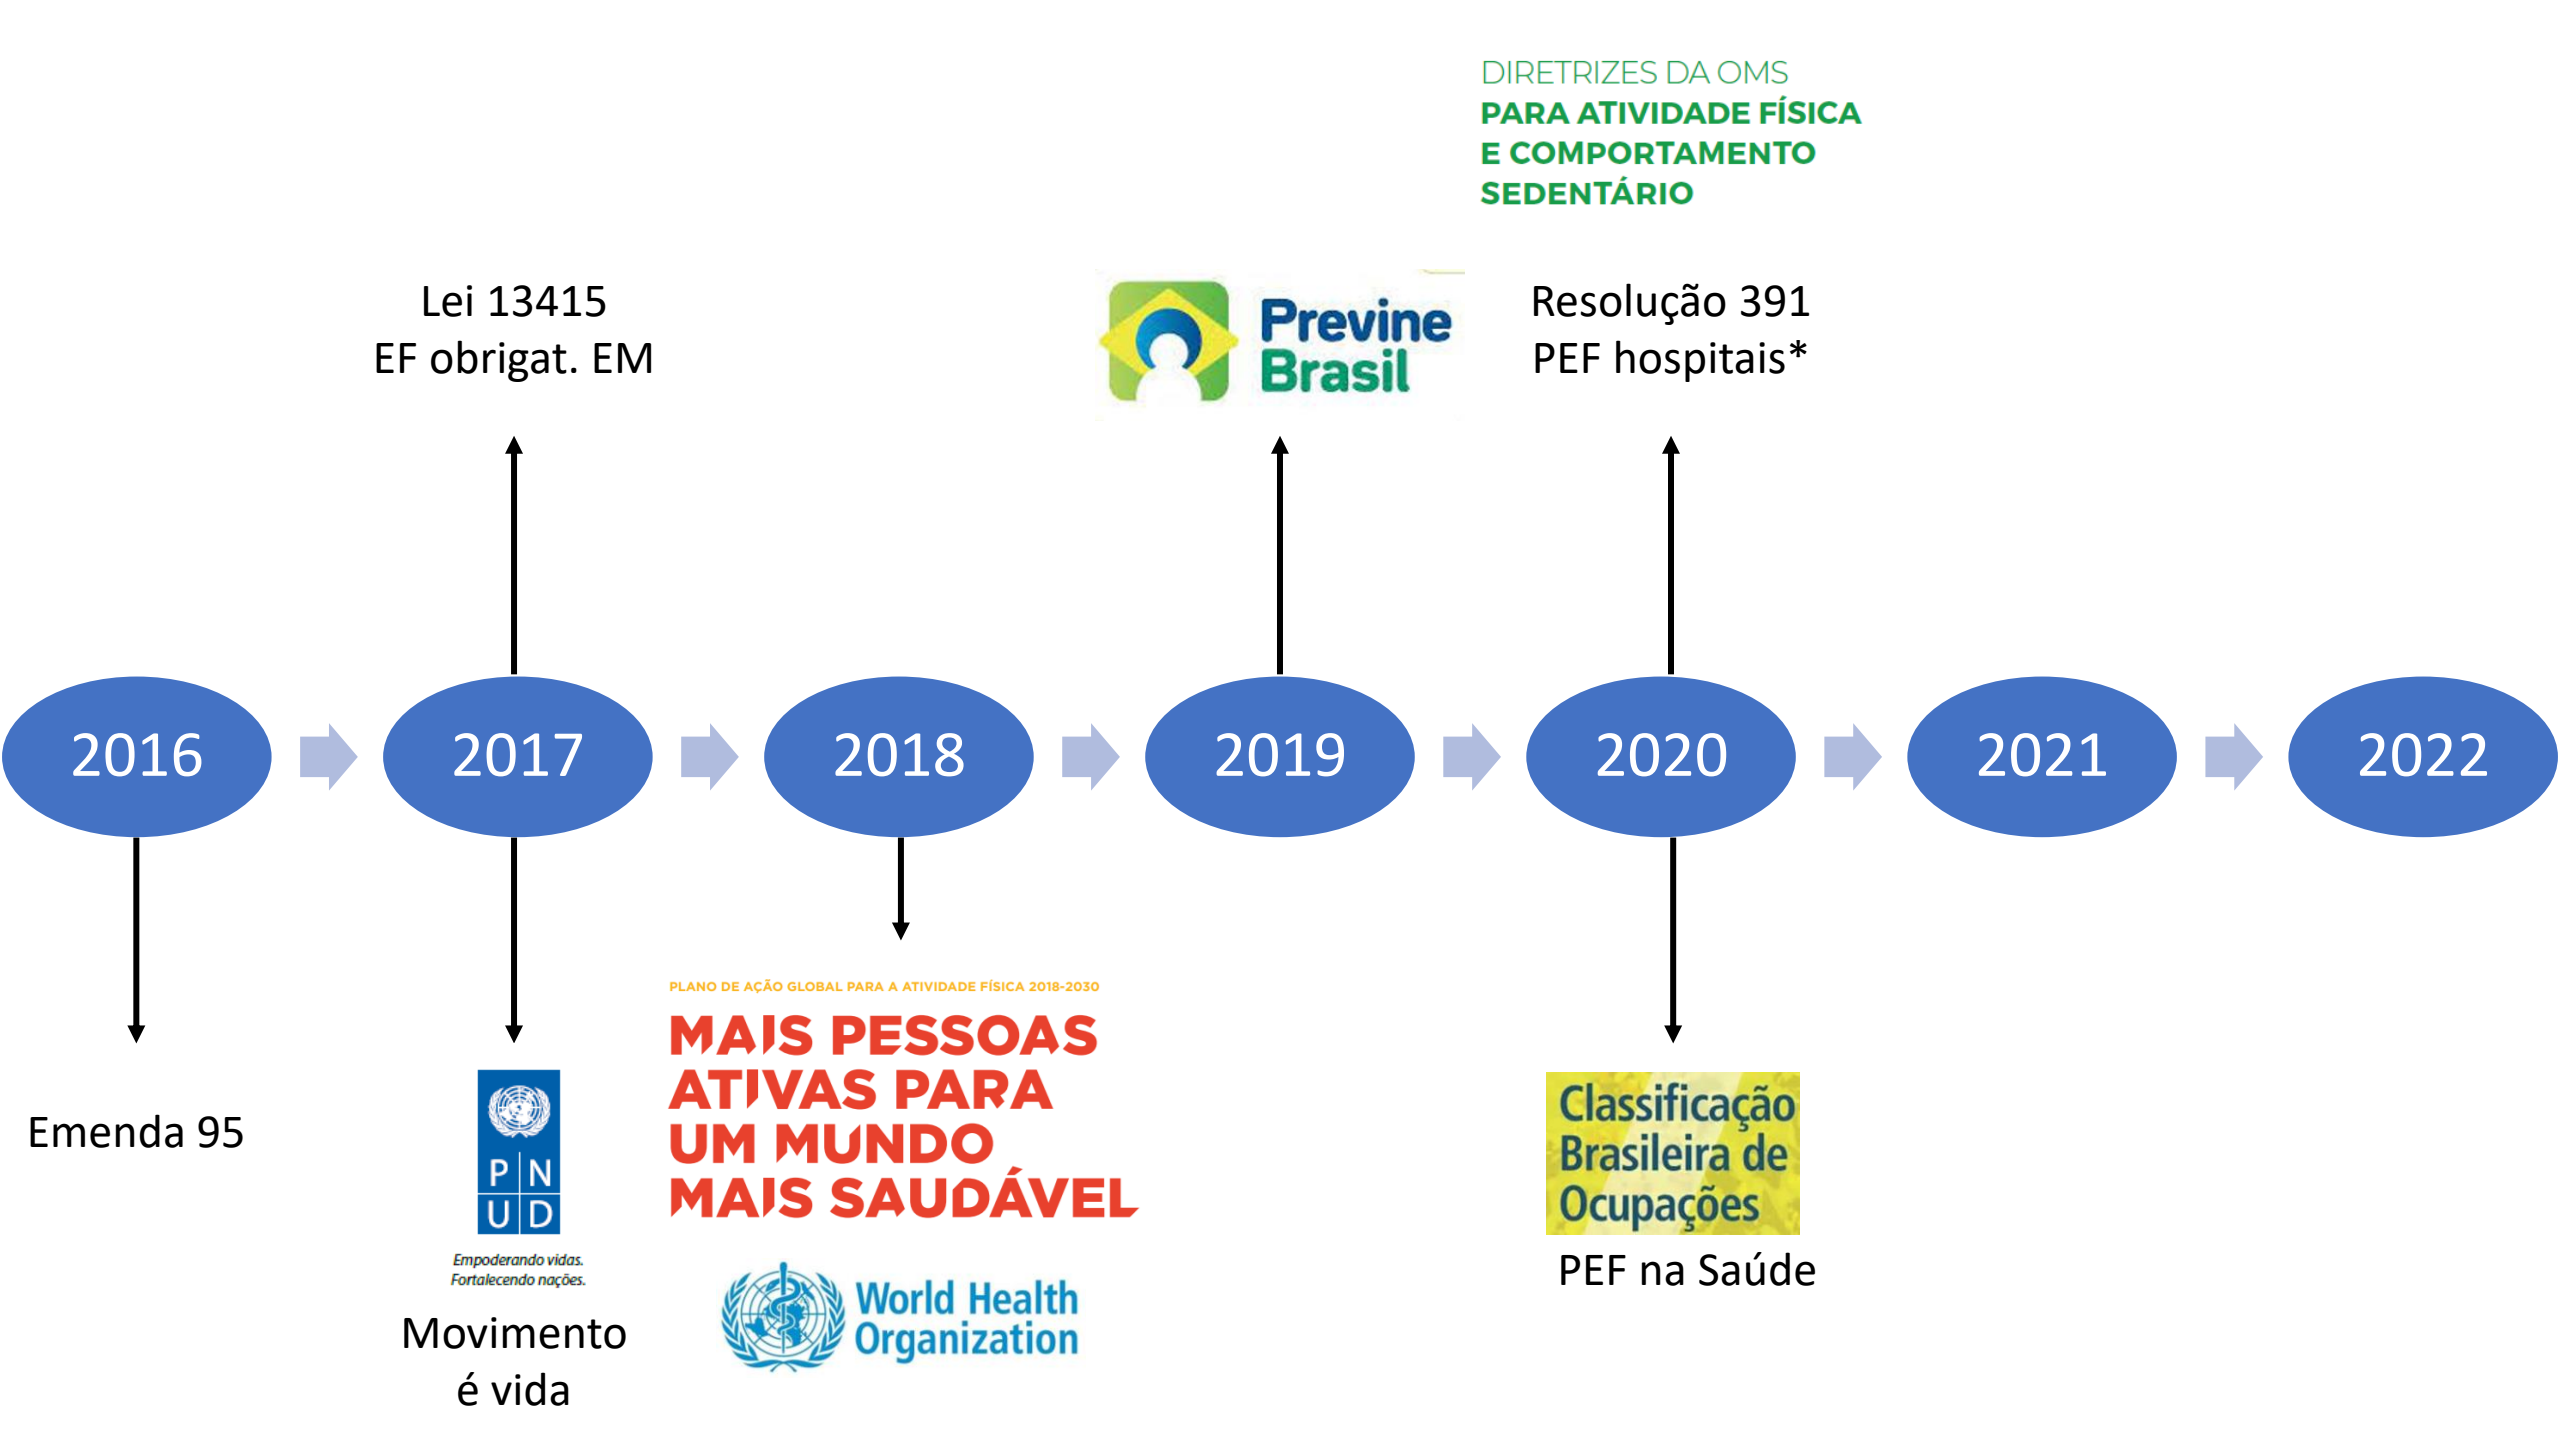 DIRETRIZES DA OMS
PARA ATIVIDADE FÍSICA
E COMPORTAMENTO
SEDENTÁRIO
Lei 13415
EF obrigat. EM
Previne
Brasil
Resolução 391
PEF hospitais*
2016
2017
2018
2019
2020
2021
2022
Emenda 95
P N
U D
Empoderando vidas.
Fortalecendo nações.
Movimento
é vida
PLANO DE AÇÃO GLOBAL PARA A ATIVIDADE FÍSICA 2018-2030
MAIS PESSOAS
ATIVAS PARA
UM MUNDO
MAIS SAUDÁVEL
World Health
Organization
Classificação
Brasileira de
Ocupações
PEF na Saúde